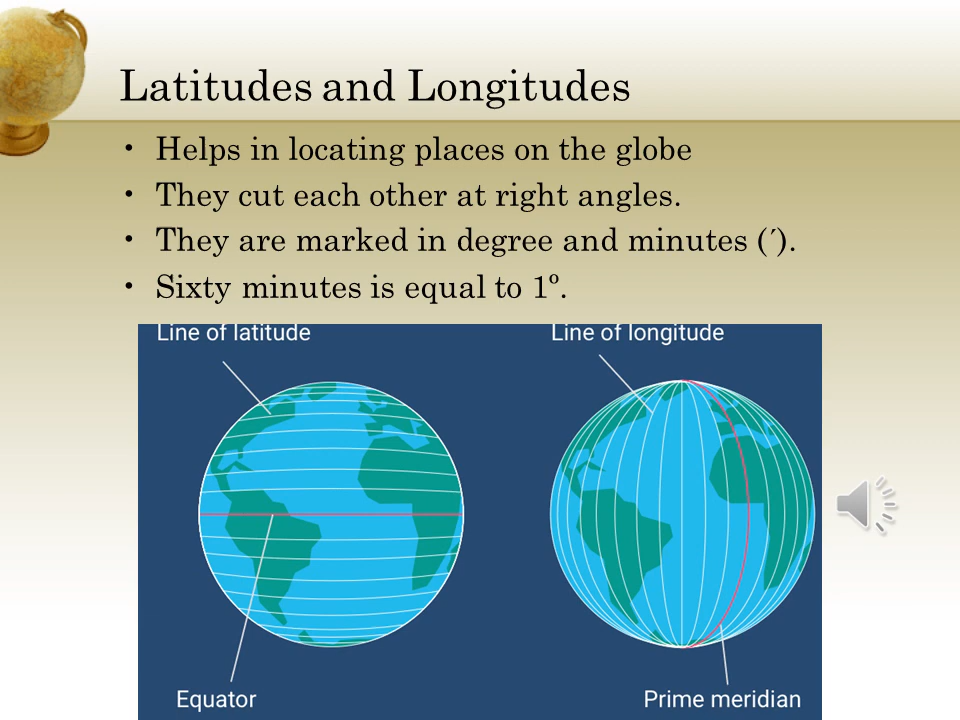 Latitudes and Longitudes
• Helps in locating places on the globe
• They cut each other at right angles.
• They are marked in degree and minutes (´).
• Sixty minutes is equal to 1º.
Line of latitude
Line of longitude
Equator
Prime meridian